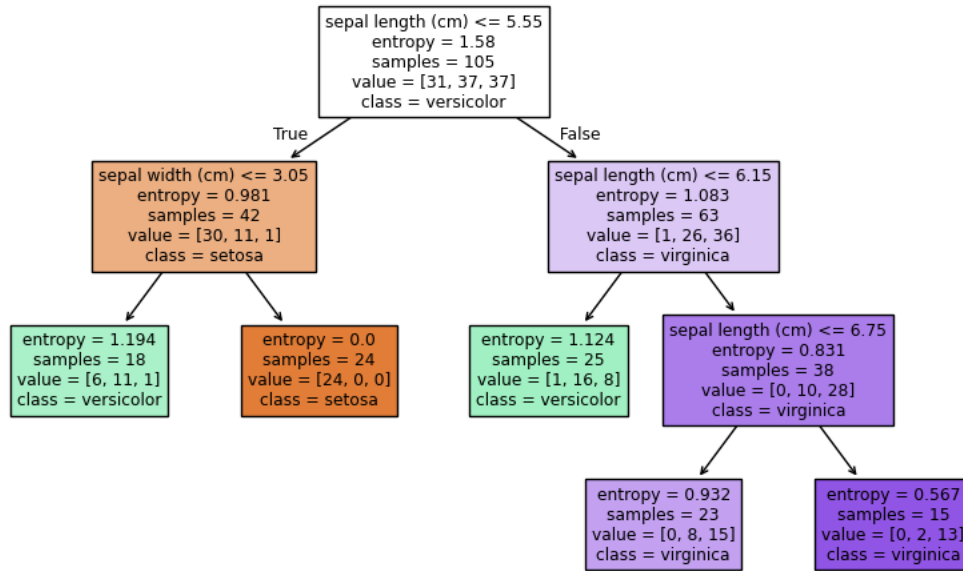 sepal length (cm) <= 5.55
entropy = 1.58
samples = 105
value = [31, 37, 37]
class = versicolor
True
False
sepal width (cm) <= 3.05
entropy = 0.981
samples = 42
value = [30, 11, 1]
class = setosa
sepal length (cm) <= 6.15
entropy = 1.083
samples = 63
value = [1, 26, 36]
class = virginica
entropy = 1.194
samples = 18
value = [6, 11, 1]
class = versicolor
entropy = 0.0
samples = 24
value = [24, 0, 0]
class = setosa
entropy = 1.124
samples = 25
value = [1, 16, 8]
class = versicolor
sepal length (cm) <= 6.75
entropy = 0.831
samples = 38
value = [0, 10, 28]
class = virginica
entropy = 0.932
samples = 23
value = [0, 8, 15]
class = virginica
entropy = 0.567
samples = 15
value = [0, 2, 13]
class = virginica